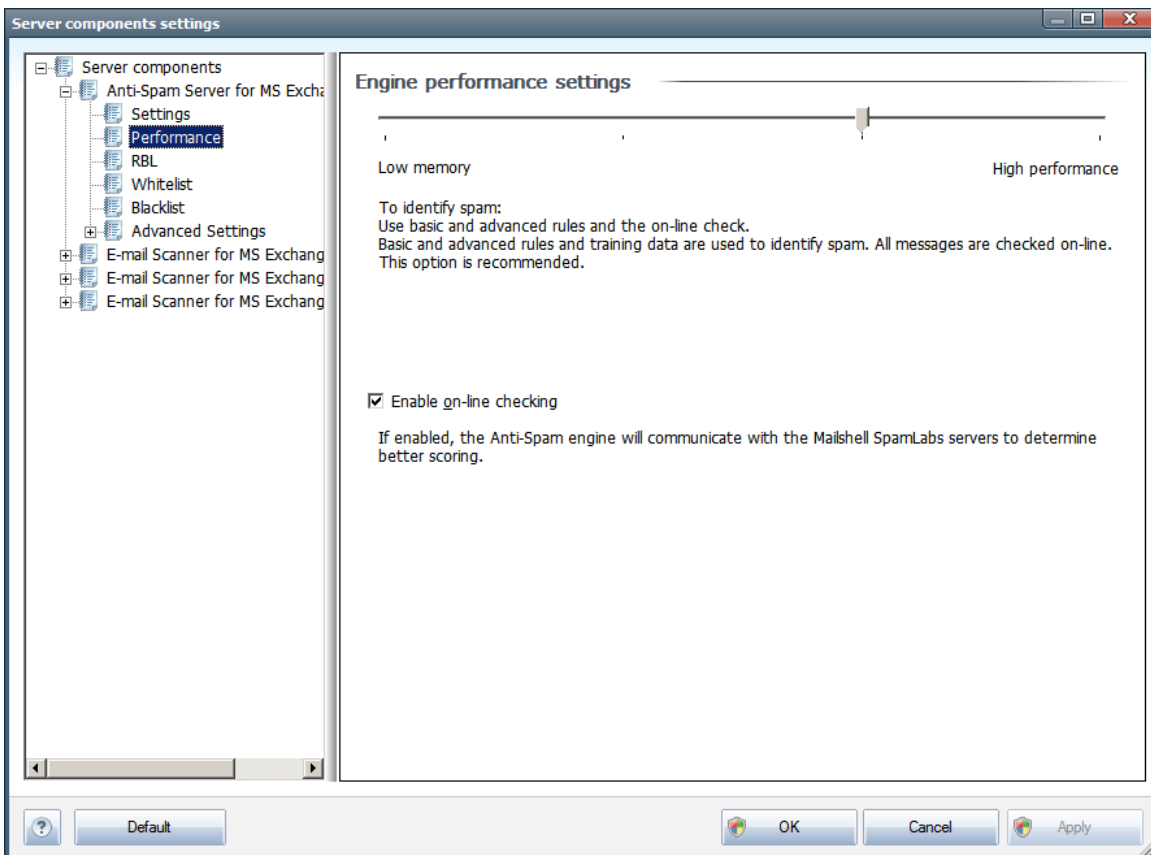 Server components settings
Server components
Anti-Spam Server for MS Excha
Settings
Performance
RBL
Whitelist
Blacklist
Advanced Settings
E-mail Scanner for MS Exchang
E-mail Scanner for MS Exchang
E-mail Scanner for MS Exchang
Engine performance settings
Low memory
High performance
To identify spam:
Use basic and advanced rules and the on-line check.
Basic and advanced rules and training data are used to identify spam. All messages are checked on-line.
This option is recommended.
Enable on-line checking
If enabled, the Anti-Spam engine will communicate with the Mailshell SpamLabs servers to determine
better scoring.
?
Default
OK
Cancel
Apply